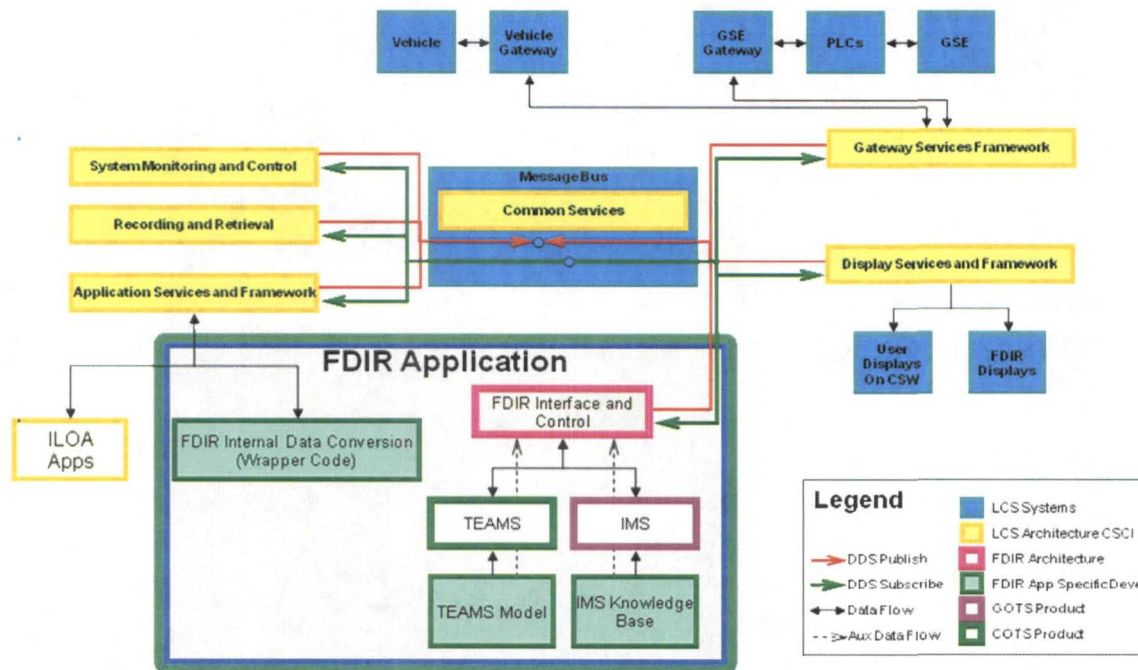 Vehicle
Vehicle
Gateway
GSE
Gateway
PLCs
GSE
System Monitoring and Control
Gateway Services Framework
Message Bus
Common Services
Recording and Retrieval
Display Services and Framework
Application Services and Framework
User
Displays
On CSW
FDIR
Displays
FDIR Application
FDIR Interface and
Control
ILOA
Apps
FDIR Internal Data Conversion
(Wrapper Code)
TEAMS
IMS
TEAMS Model
IMS Knowledge
Base
Legend
DDS Publish
DDS Subscribe
Data Flow
Aux Data Flow
LCS Systems
LCS Architecture CSCI
FDIR Architecture
FDIR App Specific Deve
GOTS Product
COTS Product